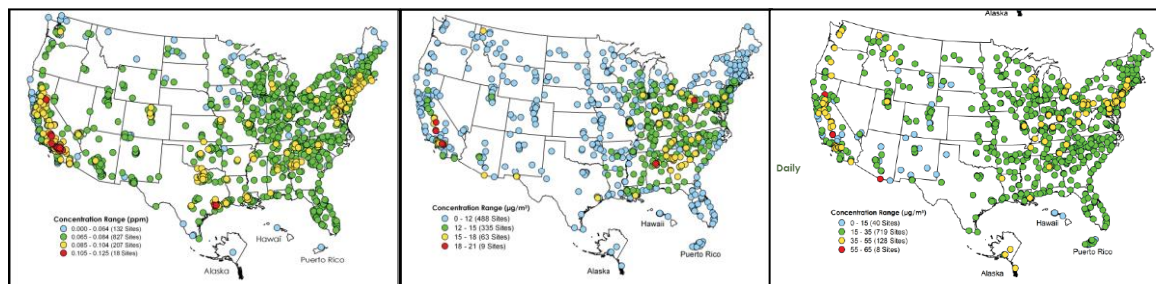 Concentration Range (ppm)
0.000 - 0.064 (132 Sites)
0.065 - 0.084 (827 Sites)
0.085 - 0.104 (207 Sites)
0.105 - 0.125 (18 Sites)
Hawaii
Alaska
Puerto Rico
Concentration Range (µg/m³)
0 - 12 (488 Sites)
12 - 15 (335 Sites)
15 - 18 (63 Sites)
18 - 21 (9 Sites)
Hawaii
Alaska
Puerto Rico
Alaska
Daily
Concentration Range (µg/m³)
0 - 15 (40 Sites)
15 - 35 (719 Sites)
35 - 55 (128 Sites)
55 - 65 (8 Sites)
Hawaii
Puerto Rico
Alaska